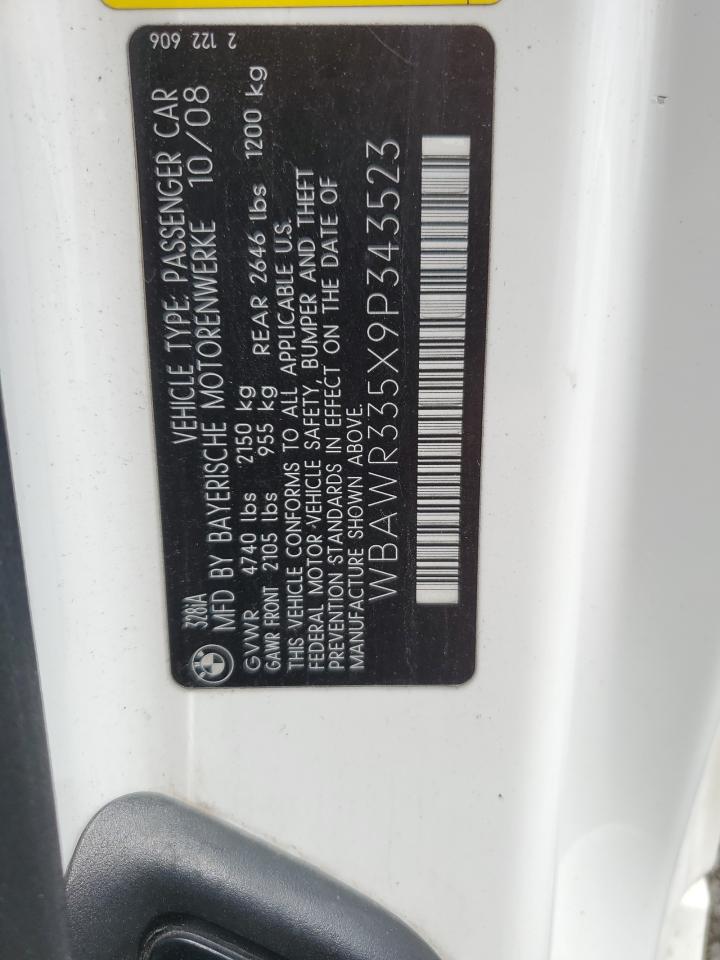 328iA
2 122 606
VEHICLE TYPE: PASSENGER CAR
MFD BY BAYERISCHE MOTORENWERKE 10/08
GVWR 4740 lbs 2150 kg
GAWR FRONT 2105 lbs 955 kg REAR 2646 lbs 1200 kg
THIS VEHICLE CONFORMS TO ALL APPLICABLE U.S.
FEDERAL MOTOR VEHICLE SAFETY, BUMPER AND THEFT
PREVENTION STANDARDS IN EFFECT ON THE DATE OF
MANUFACTURE SHOWN ABOVE.
WBAWR335X9P343523